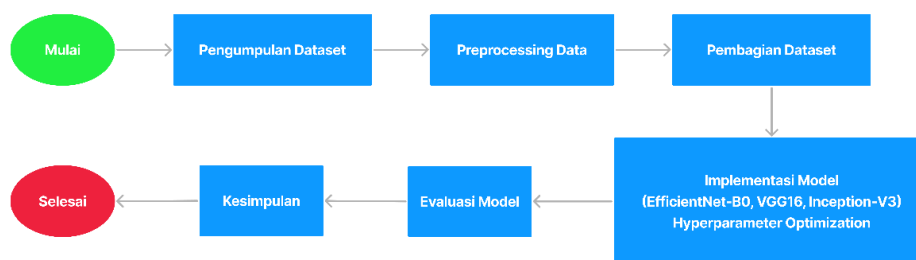 Mulai
Pengumpulan Dataset
Preprocessing Data
Pembagian Dataset
Implementasi Model
(EfficientNet-B0, VGG16, Inception-V3)
Hyperparameter Optimization
Evaluasi Model
Kesimpulan
Selesai